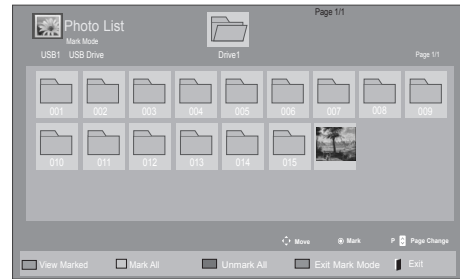 Page 1/1
Photo List
Mark Mode
USB1 USB Drive Drive1 Page 1/1
001 002 003 004 005 006 007 008 009
010 011 012 013 014 015
Move Mark P Page Change
View Marked Mark All Unmark All Exit Mark Mode Exit